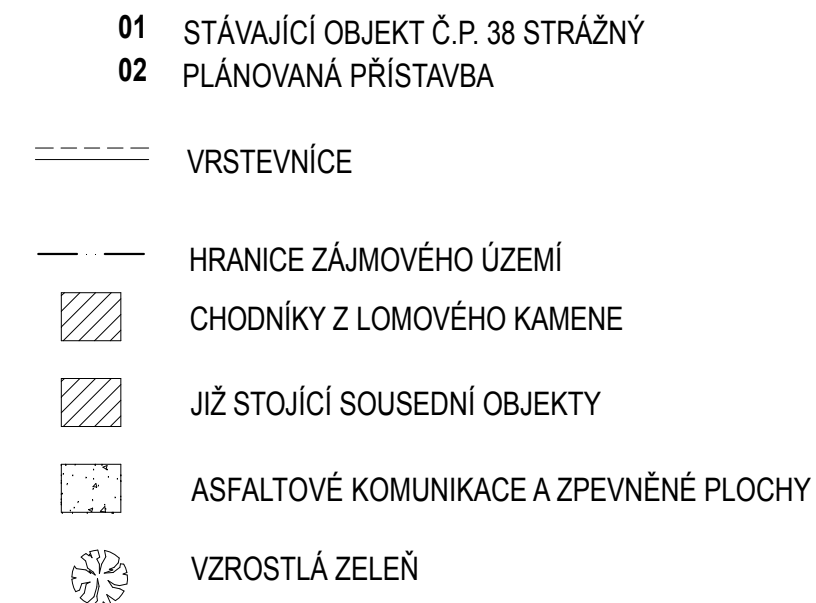 01 STÁVAJÍCÍ OBJEKT Č.P. 38 STRÁŽNÝ
02 PLÁNOVANÁ PŘÍSTAVBA
VRSTEVNÍCE
HRANICE ZÁJMOVÉHO ÚZEMÍ
CHODNÍKY Z LOMOVÉHO KAMENE
JIŽ STOJÍCÍ SOUSEDNÍ OBJEKTY
ASFALTOVÉ KOMUNIKACE A ZPEVNĚNÉ PLOCHY
VZROSTLÁ ZELEŇ